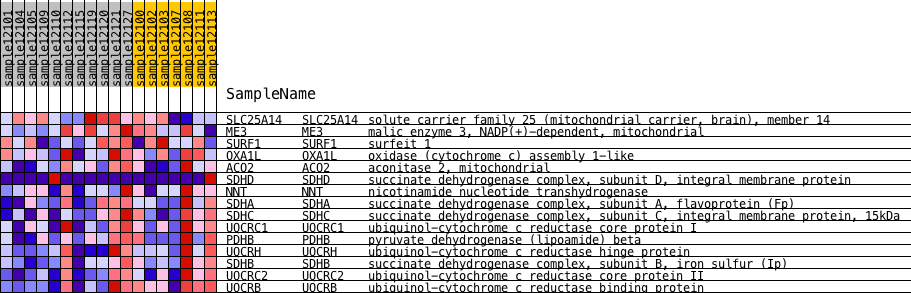 sample12101
sample12104
sample12105
sample12109
sample12110
sample12112
sample12115
sample12119
sample12120
sample12121
sample12127
sample12100
sample12102
sample12103
sample12107
sample12108
sample12111
sample12113
SampleName
SLC25A14 SLC25A14 solute carrier family 25 (mitochondrial carrier, brain), member 14
ME3 ME3 malic enzyme 3, NADP(+)-dependent, mitochondrial
SURF1 SURF1 surfeit 1
OXA1L OXA1L oxidase (cytochrome c) assembly 1-like
ACO2 ACO2 aconitase 2, mitochondrial
SDHD SDHD succinate dehydrogenase complex, subunit D, integral membrane protein
NNT NNT nicotinamide nucleotide transhydrogenase
SDHA SDHA succinate dehydrogenase complex, subunit A, flavoprotein (Fp)
SDHC SDHC succinate dehydrogenase complex, subunit C, integral membrane protein, 15kDa
UQCRC1 UQCRC1 ubiquinol-cytochrome c reductase core protein I
PDHB PDHB pyruvate dehydrogenase (lipoamide) beta
UQCRH UQCRH ubiquinol-cytochrome c reductase hinge protein
SDHB SDHB succinate dehydrogenase complex, subunit B, iron sulfur (Ip)
UQCRC2 UQCRC2 ubiquinol-cytochrome c reductase core protein II
UQCRB UQCRB ubiquinol-cytochrome c reductase binding protein